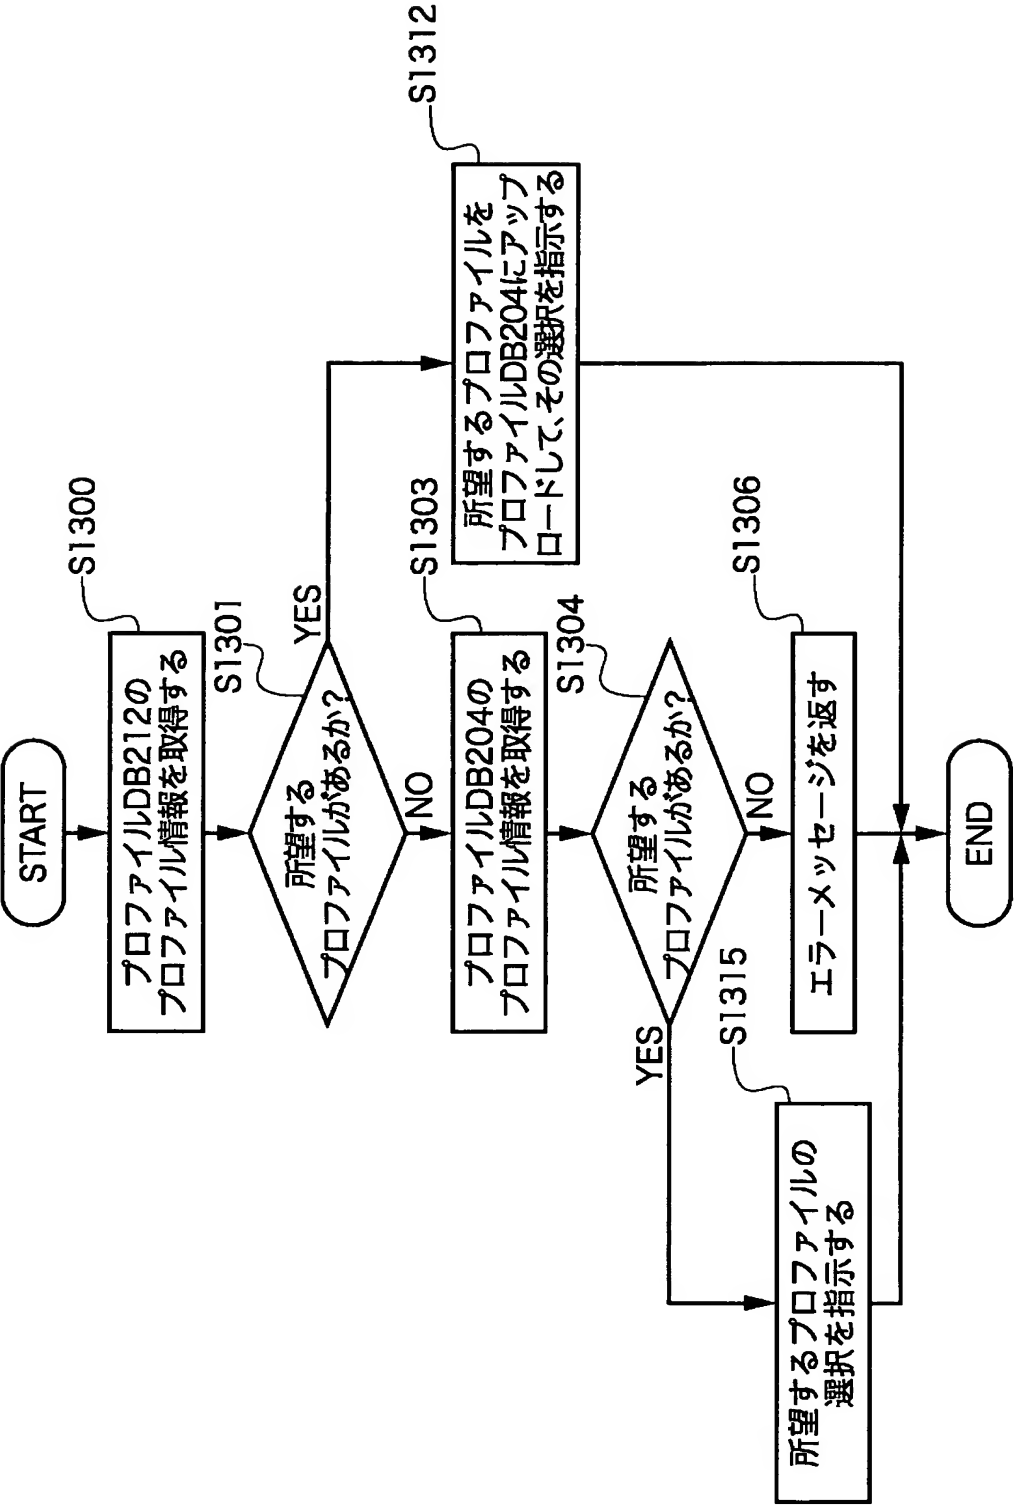 START
S1300
プロファイルDB212の
プロファイル情報を取得する
S1301
所望する
プロファイルがあるか?
YES
NO
S1312
所望するプロファイルを
プロファイルDB204にアップ
ロードして、その選択を指示する
S1303
プロファイルDB204の
プロファイル情報を取得する
S1304
所望する
プロファイルがあるか?
YES
NO
S1315
所望するプロファイルの
選択を指示する
S1306
エラーメッセージを返す
END